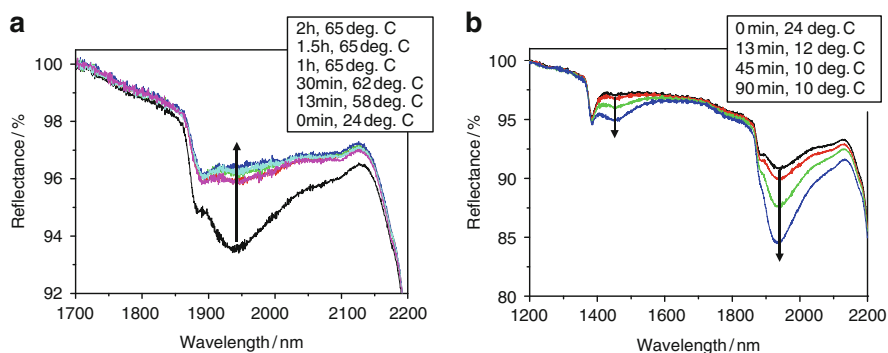 a
2h, 65 deg. C
1.5h, 65 deg. C
1h, 65 deg. C
30min, 62 deg. C
13min, 58 deg. C
0min, 24 deg. C
100
98
96
94
92
Reflectance / %
1700 1800 1900 2000 2100 2200
Wavelength / nm
b
0 min, 24 deg. C
13 min, 12 deg. C
45 min, 10 deg. C
90 min, 10 deg. C
100
95
90
85
80
Reflectance / %
1200 1400 1600 1800 2000 2200
Wavelength / nm